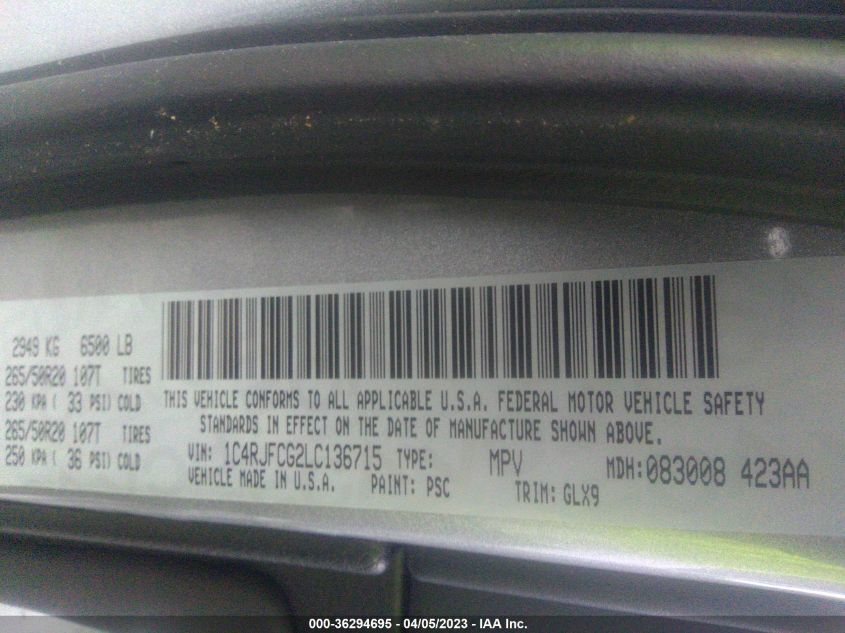 2949 KG 6500 LB
265/50R20 107T TIRES
230 KPA ( 33 PSI) COLD
265/50R20 107T TIRES
250 KPA ( 36 PSI) COLD
THIS VEHICLE CONFORMS TO ALL APPLICABLE U.S.A. FEDERAL MOTOR VEHICLE SAFETY
STANDARDS IN EFFECT ON THE DATE OF MANUFACTURE SHOWN ABOVE.
VIN: 1C4RJFCG2LC136715 TYPE: MPV MDH:083008 423AA
VEHICLE MADE IN U.S.A. PAINT: PSC TRIM: GLX9
000-36294695 - 04/05/2023 - IAA Inc.